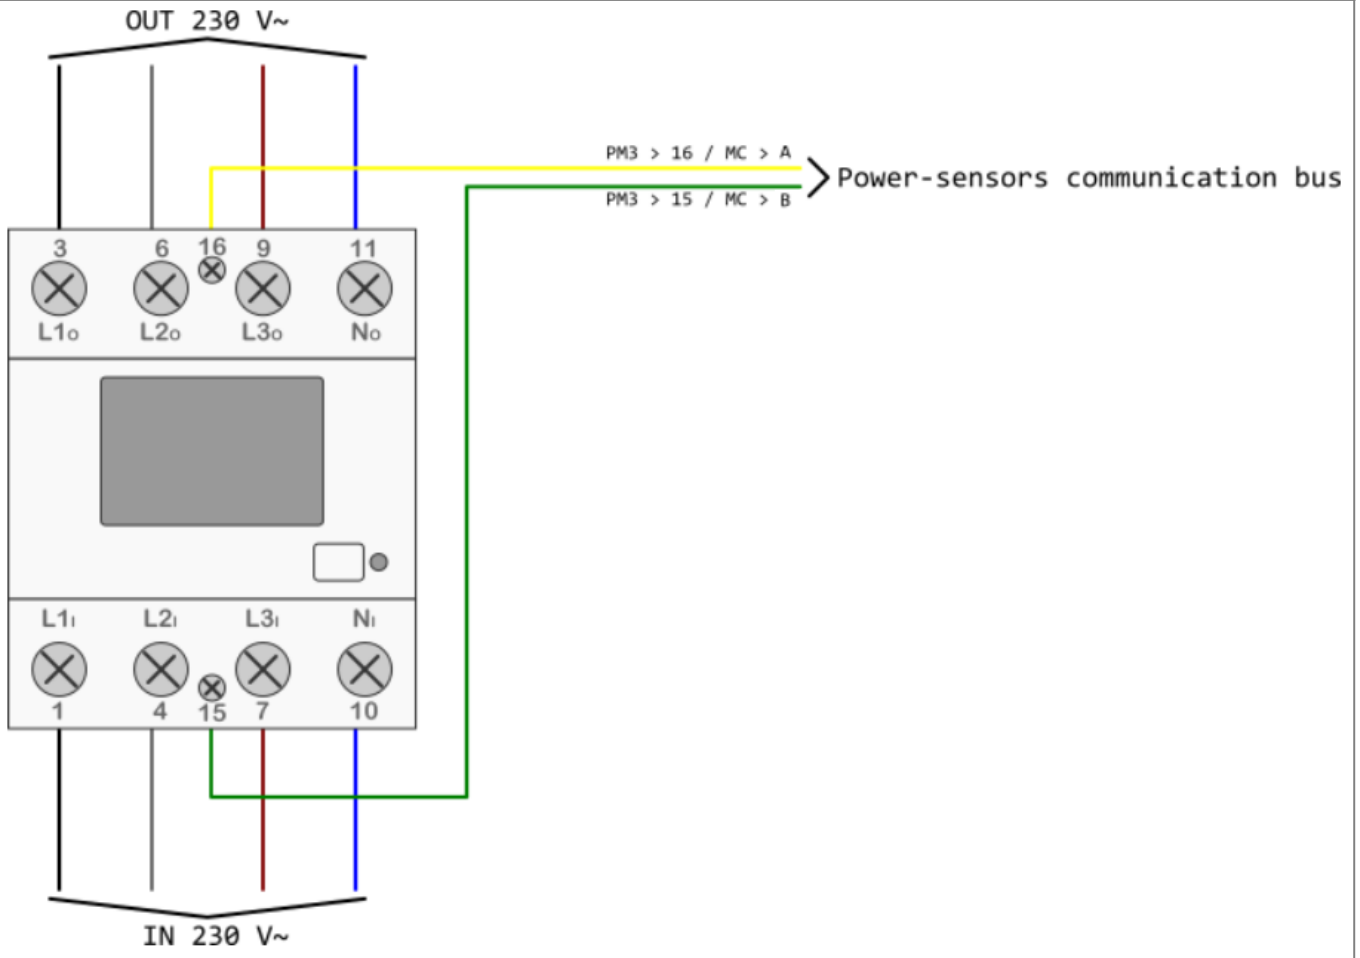 OUT 230 V~
PM3 > 16 / MC > A
Power-sensors communication bus
PM3 > 15 / MC > B
3 6 16 9 11
L1o L2o L3o No
L1I L2I L3I NI
1 4 15 7 10
IN 230 V~